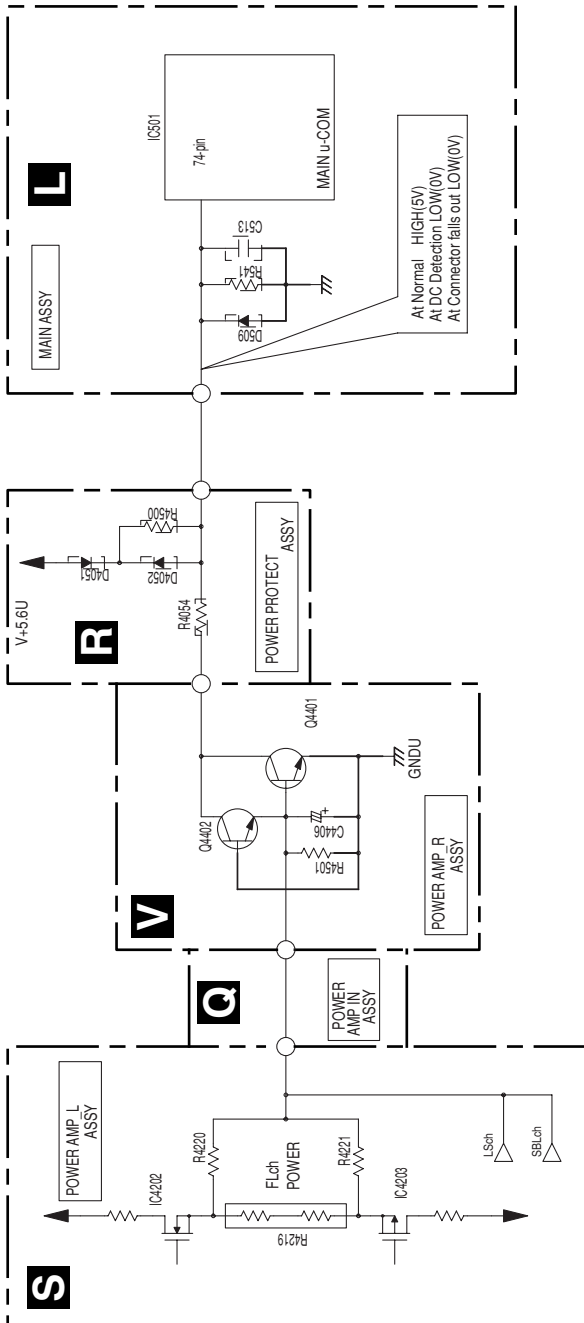 S
POWER AMP_L
ASSY
IC4202
R4220
FLch
POWER
R4219
R4221
IC4203
LSch
SBLch
Q
POWER
AMP IN
ASSY
V
Q4402
Q4401
R4501
C4406
+
GNDU
POWER AMP_R
ASSY
R
V+5.6U
D4051
D4052
R4500
R4054
POWER PROTECT
ASSY
L
MAIN ASSY
IC501
74-pin
MAIN u-COM
D509
R541
C513
At Normal HIGH(5V)
At DC Detection LOW(0V)
At Connector falls out LOW(0V)